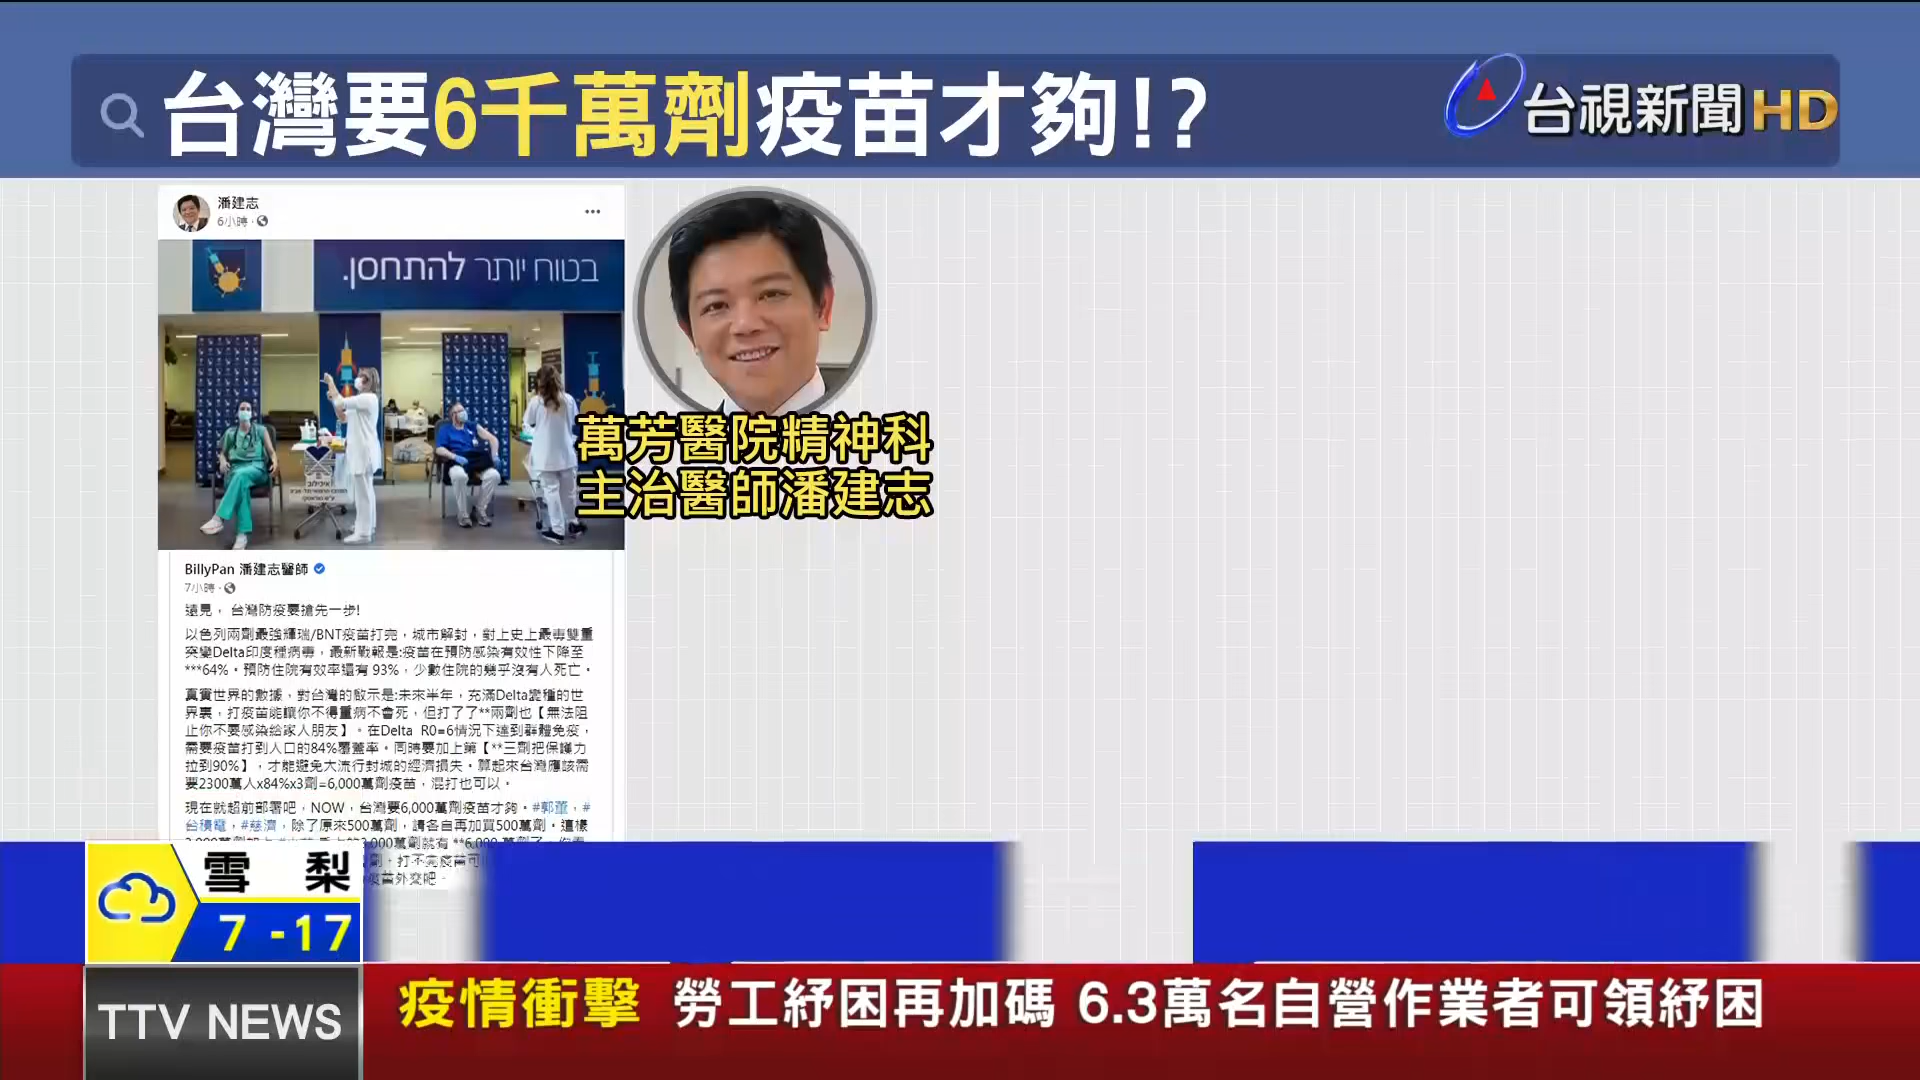 台灣要6千萬劑疫苗才夠!?
台視新聞HD
潘建志
6小時
בטוח יותר להתחסן.
萬芳醫院精神科
主治醫師潘建志
איכילוב
BillyPan 潘建志醫師
7小時
遠見，台灣防疫要搶先一步!
以色列兩劑最強輝瑞/BNT疫苗打完，城市解封，對上史上最毒雙重
突變Delta印度種病毒，最新戰報是:疫苗在預防感染有效性下降至
***64%。預防住院有效率還有 93%，少數住院的幾乎沒有人死亡。
真實世界的數據，對台灣的啟示是:未來半年，充滿Delta變種的世
界裏，打疫苗能讓你不得重病不會死，但打了了**兩劑也【無法阻
止你不要感染給家人朋友】。在Delta R0=6情況下達到群體免疫，
需要疫苗打到人口的84%覆蓋率。同時要加上第【**三劑把保護力
拉到90%】，才能避免大流行封城的經濟損失。算起來台灣應該需
要2300萬人x84%x3劑=6,000萬劑疫苗，混打也可以。
現在就超前部署吧，NOW，台灣要6,000萬劑疫苗才夠。#郭董，#
台積電，#慈濟，除了原來500萬劑，請各自再加買500萬劑。這樣
疫苗外交吧。
雪 梨
7 -17
TTV NEWS
疫情衝擊 勞工紓困再加碼 6.3萬名自營作業者可領紓困